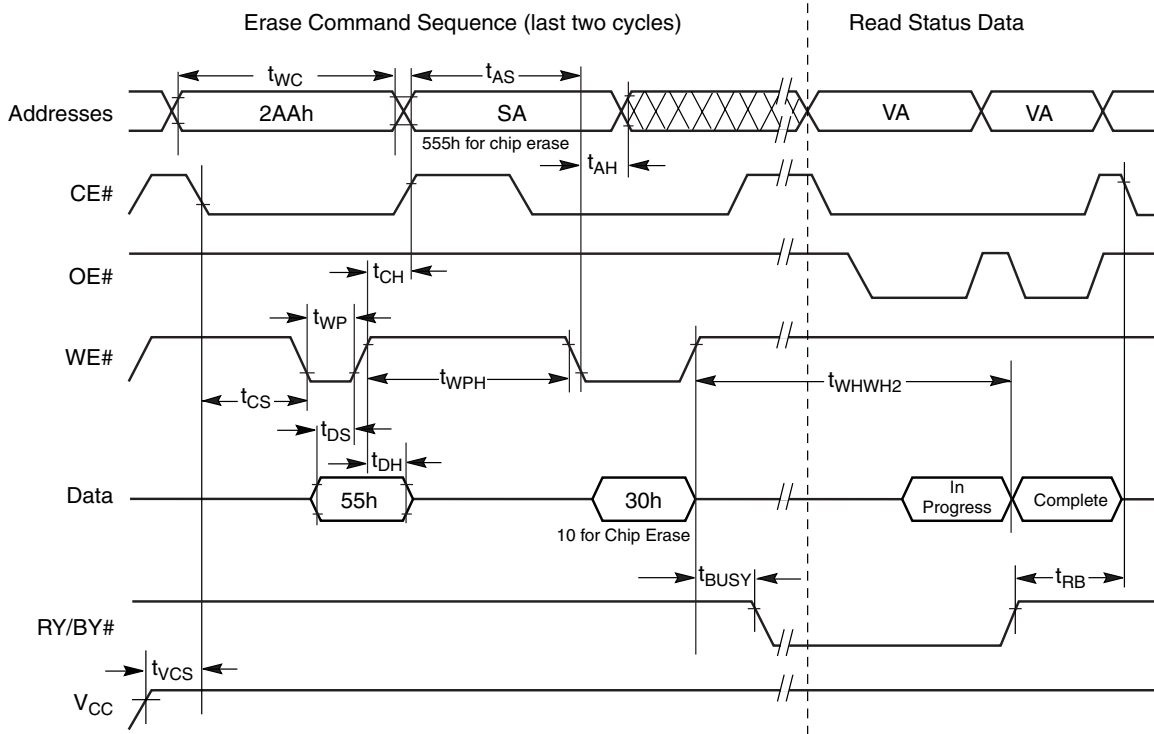 Erase Command Sequence (last two cycles)
Read Status Data
tWC
tAS
Addresses
2AAh
SA
VA
VA
555h for chip erase
tAH
CE#
OE#
tCH
tWP
WE#
tWPH
tWHWH2
tCS
tDS
tDH
Data
55h
30h
In
Progress
Complete
10 for Chip Erase
tBUSY
tRB
RY/BY#
tVCS
VCC